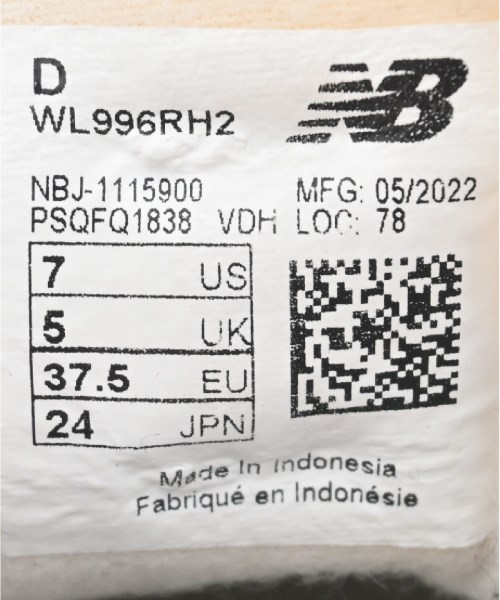 D
NB
WL996RH2
NBJ-1115900 MFG: 05/2022
PSQFQ1838 VDH LOC: 78
7 US
5 UK
37.5 EU
24 JPN
Made In Indonesia
Fabriqué en Indonésie